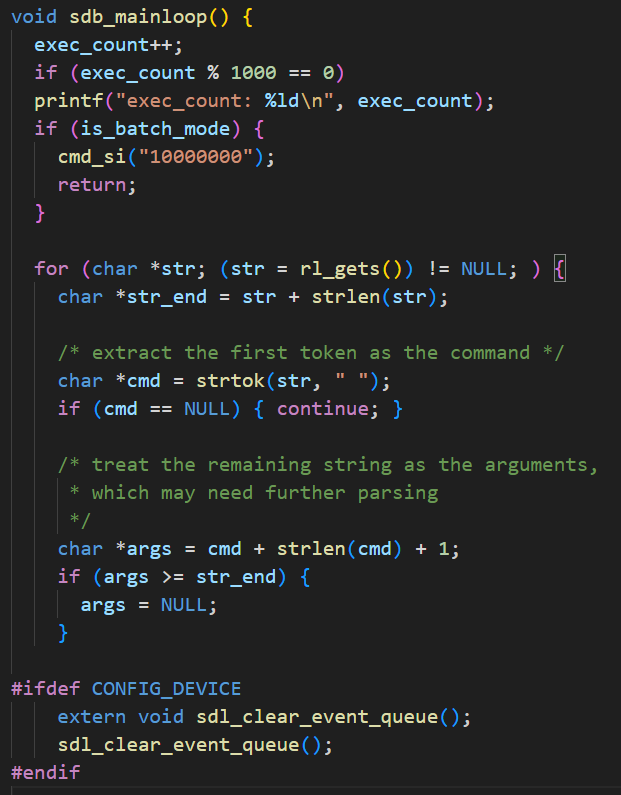 void sdb_mainloop() {
  exec_count++;
  if (exec_count % 1000 == 0)
  printf("exec_count: %ld\n", exec_count);
  if (is_batch_mode) {
    cmd_si("10000000");
    return;
  }

  for (char *str; (str = rl_gets()) != NULL; ) {
    char *str_end = str + strlen(str);

    /* extract the first token as the command */
    char *cmd = strtok(str, " ");
    if (cmd == NULL) { continue; }

    /* treat the remaining string as the arguments,
     * which may need further parsing
     */
    char *args = cmd + strlen(cmd) + 1;
    if (args >= str_end) {
      args = NULL;
    }

#ifdef CONFIG_DEVICE
    extern void sdl_clear_event_queue();
    sdl_clear_event_queue();
#endif